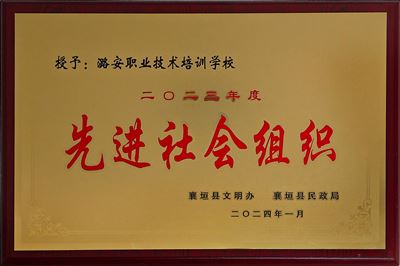 授予：潞安职业技术培训学校
二〇二三年度
先进社会组织
襄垣县文明办 襄垣县民政局
二〇二四年一月